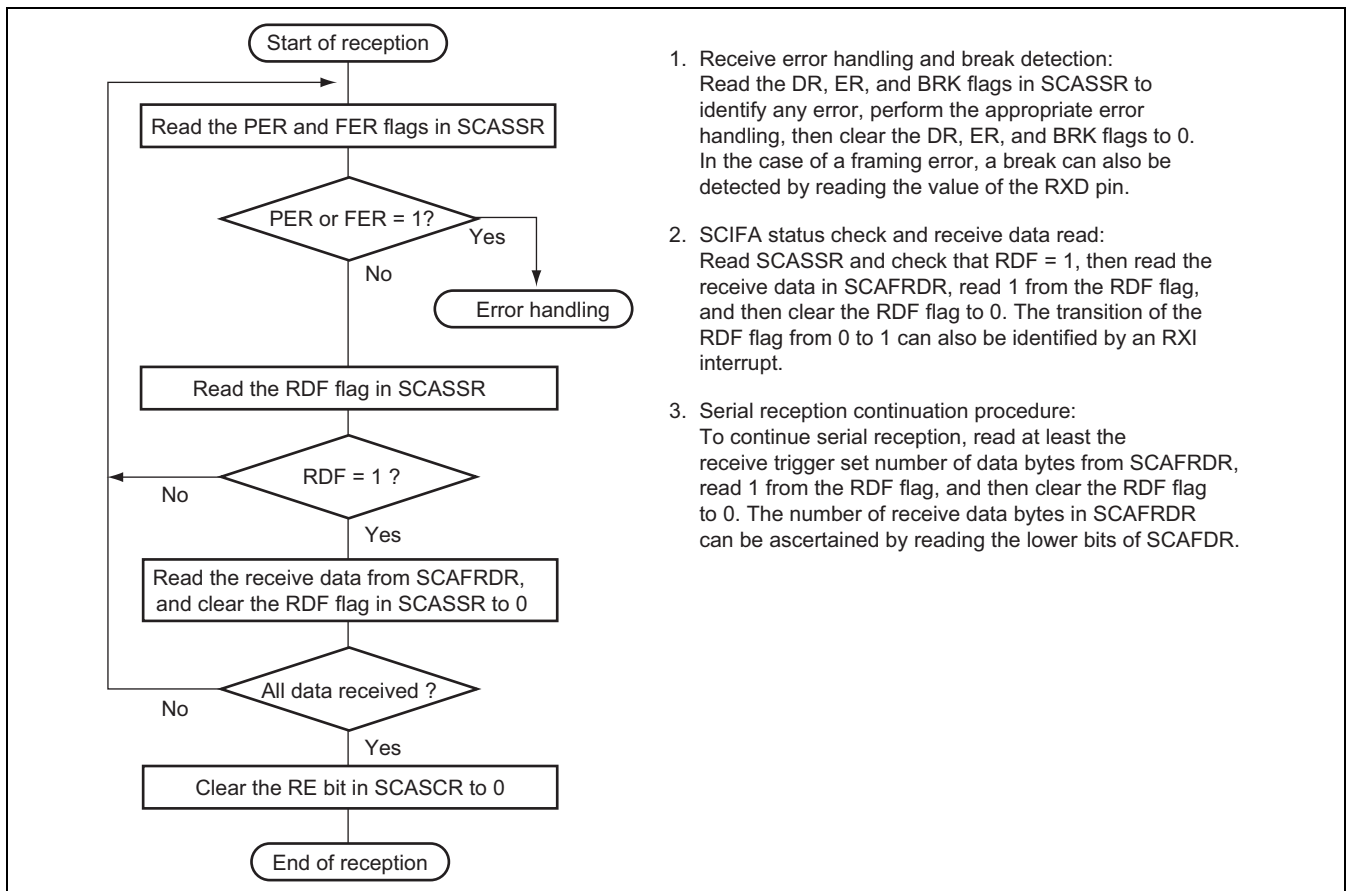 Start of reception
Read the PER and FER flags in SCASSR
PER or FER = 1?
Yes
No
Error handling
Read the RDF flag in SCASSR
RDF = 1 ?
No
Yes
Read the receive data from SCAFRDR,
and clear the RDF flag in SCASSR to 0
All data received ?
No
Yes
Clear the RE bit in SCASCR to 0
End of reception
1. Receive error handling and break detection:
Read the DR, ER, and BRK flags in SCASSR to
identify any error, perform the appropriate error
handling, then clear the DR, ER, and BRK flags to 0.
In the case of a framing error, a break can also be
detected by reading the value of the RXD pin.
2. SCIFA status check and receive data read:
Read SCASSR and check that RDF = 1, then read the
receive data in SCAFRDR, read 1 from the RDF flag,
and then clear the RDF flag to 0. The transition of the
RDF flag from 0 to 1 can also be identified by an RXI
interrupt.
3. Serial reception continuation procedure:
To continue serial reception, read at least the
receive trigger set number of data bytes from SCAFRDR,
read 1 from the RDF flag, and then clear the RDF flag
to 0. The number of receive data bytes in SCAFRDR
can be ascertained by reading the lower bits of SCAFDR.